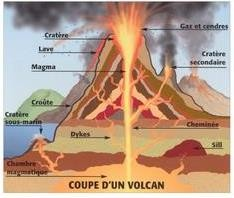 Gaz et cendres
Cratère
Lave
Cratère
secondaire
Magma
Croûte
Cratère
sous-marin
Cheminée
Dykes
Sill
Chambre
magmatique
COUPE D'UN VOLCAN